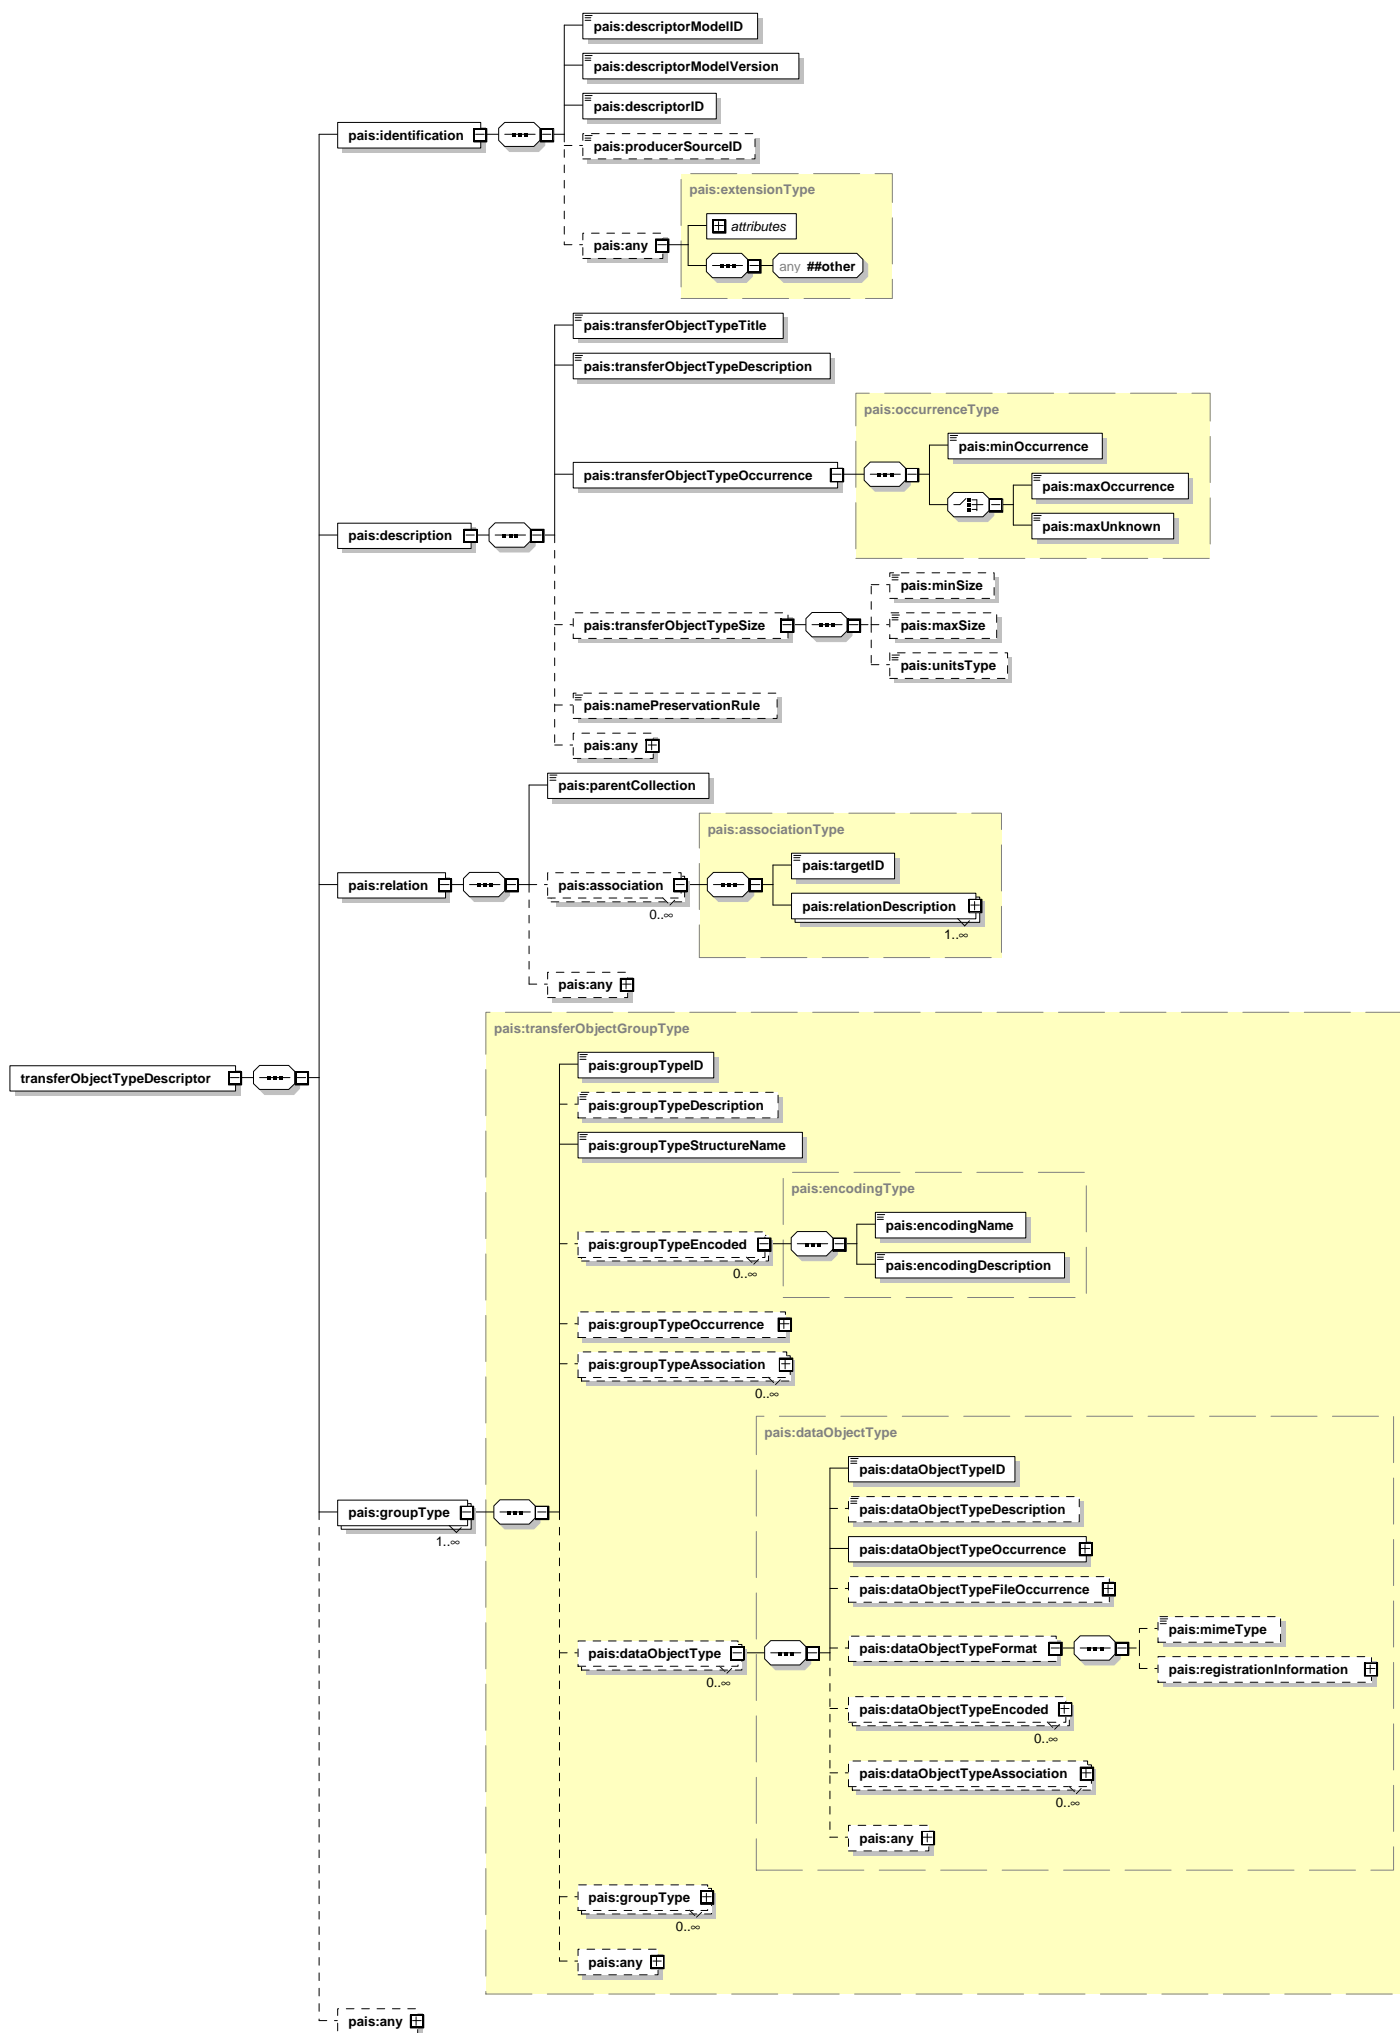 pais:descriptorModelID
pais:descriptorModelVersion
pais:descriptorID
pais:identification
pais:producerSourceID
pais:extensionType
attributes
pais:any
any ##other
pais:transferObjectTypeTitle
pais:transferObjectTypeDescription
pais:occurrenceType
pais:minOccurrence
pais:transferObjectTypeOccurrence
pais:maxOccurrence
pais:maxUnknown
pais:description
pais:minSize
pais:transferObjectTypeSize
pais:maxSize
pais:unitsType
pais:namePreservationRule
pais:any
pais:parentCollection
pais:associationType
pais:targetID
pais:relation
pais:association
0..∞
pais:relationDescription
1..∞
pais:any
pais:transferObjectGroupType
pais:groupTypeID
transferObjectTypeDescriptor
pais:groupTypeDescription
pais:groupTypeStructureName
pais:encodingType
pais:encodingName
pais:groupTypeEncoded
0..∞
pais:encodingDescription
pais:groupTypeOccurrence
pais:groupTypeAssociation
0..∞
pais:dataObjectType
pais:dataObjectTypeID
pais:groupType
1..∞
pais:dataObjectTypeDescription
pais:dataObjectTypeOccurrence
pais:dataObjectTypeFileOccurrence
pais:mimeType
pais:dataObjectType
0..∞
pais:dataObjectTypeFormat
pais:registrationInformation
pais:dataObjectTypeEncoded
0..∞
pais:dataObjectTypeAssociation
0..∞
pais:any
pais:groupType
0..∞
pais:any
pais:any